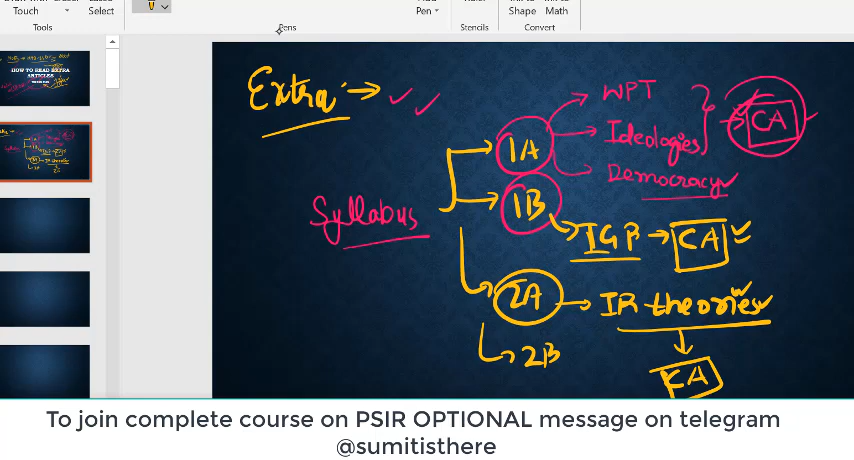 Touch
Select
Pen
Shape
Math
Tools
Pens
Stencils
Convert
HOW TO READ EXTRA
ARTICLES
Extra
WPT
1A
Ideologies
CA
Democracy
Syllabus
1B
IGP
CA
2A
IR theories
2B
CA
To join complete course on PSIR OPTIONAL message on telegram
@sumitisthere